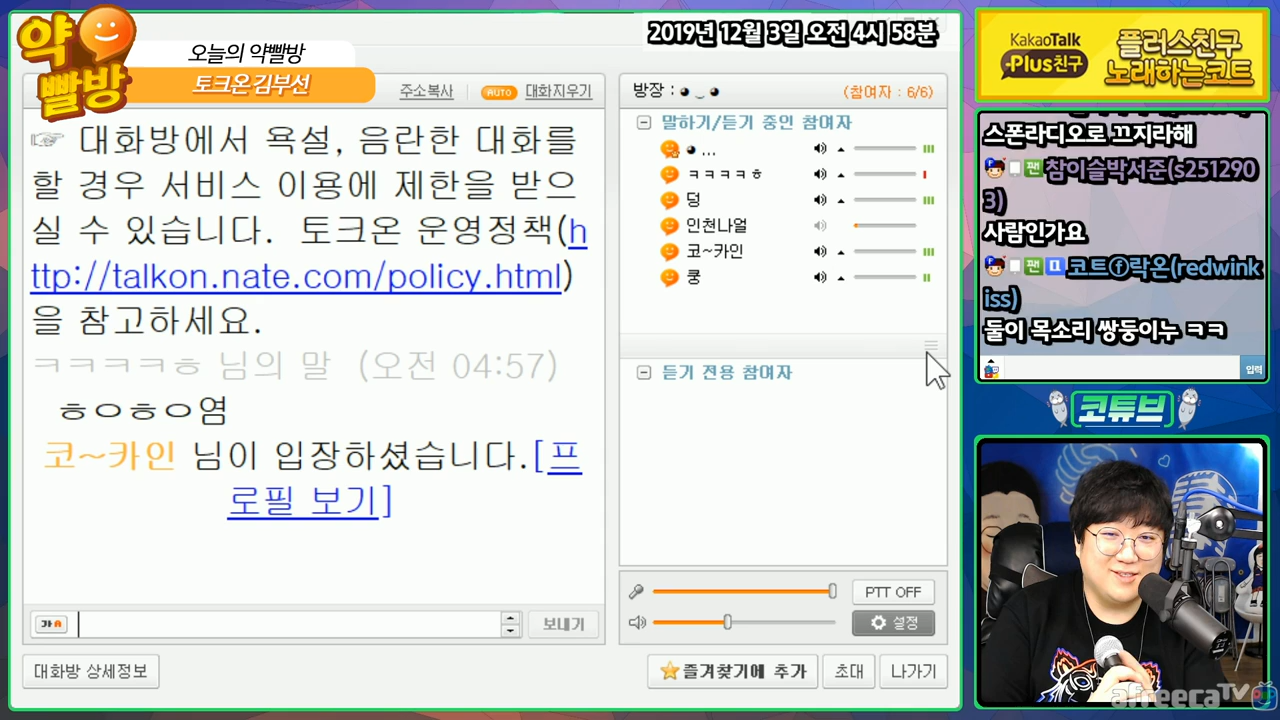 약빨방
오늘의 약빨방
토크온 김부선
2019년 12월 3일 오전 4시 58분
주소복사
AUTO 대화지우기
☞ 대화방에서 욕설, 음란한 대화를
할 경우 서비스 이용에 제한을 받으
실 수 있습니다. 토크온 운영정책(h
ttp://talkon.nate.com/policy.html)
을 참고하세요.
ㅋㅋㅋㅋㅎ 님의 말 (오전 04:57)
ㅎㅇㅎㅇ염
코~카인 님이 입장하셨습니다.[프
로필 보기]
가A
보내기
대화방 상세정보
방장 : ◕ ‿ ◕
(참여자 : 6/6)
말하기/듣기 중인 참여자
◕ ...
ㅋㅋㅋㅋㅎ
덩
인천나얼
코~카인
쿵
듣기 전용 참여자
PTT OFF
설정
즐겨찾기에 추가
초대
나가기
KakaoTalk
Plus친구
플러스친구
노래하는코트
스폰라디오로 끄지라해
팬 참이슬박서준(s251290
3)
사람인가요
팬 코트ⓕ락온(redwink
iss)
둘이 목소리 쌍둥이누 ㅋㅋ
입력
코튜브
afreecaTV